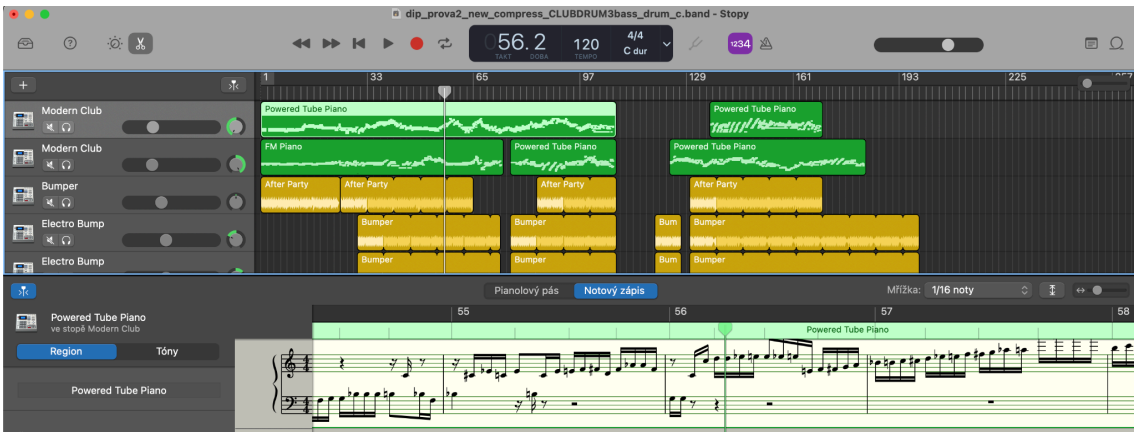 dip_prova2_new_compress_CLUBDRUM3bass_drum_c.band - Stopy
056. 2
TAKT DOBA
120
TEMPO
4/4
C dur
1234
1 33 65 97 129 161 193 225 257
Modern Club
Powered Tube Piano Powered Tube Piano
Modern Club
FM Piano Powered Tube Piano Powered Tube Piano
Bumper
After Party After Party After Party After Party
Electro Bump
Bumper Bumper Bum Bumper
Electro Bump
Bumper Bumper Bum Bumper
Pianolový pás Notový zápis Mřížka: 1/16 noty
Powered Tube Piano
ve stopě Modern Club
55 56 57 58
Powered Tube Piano
Region Tóny
Powered Tube Piano